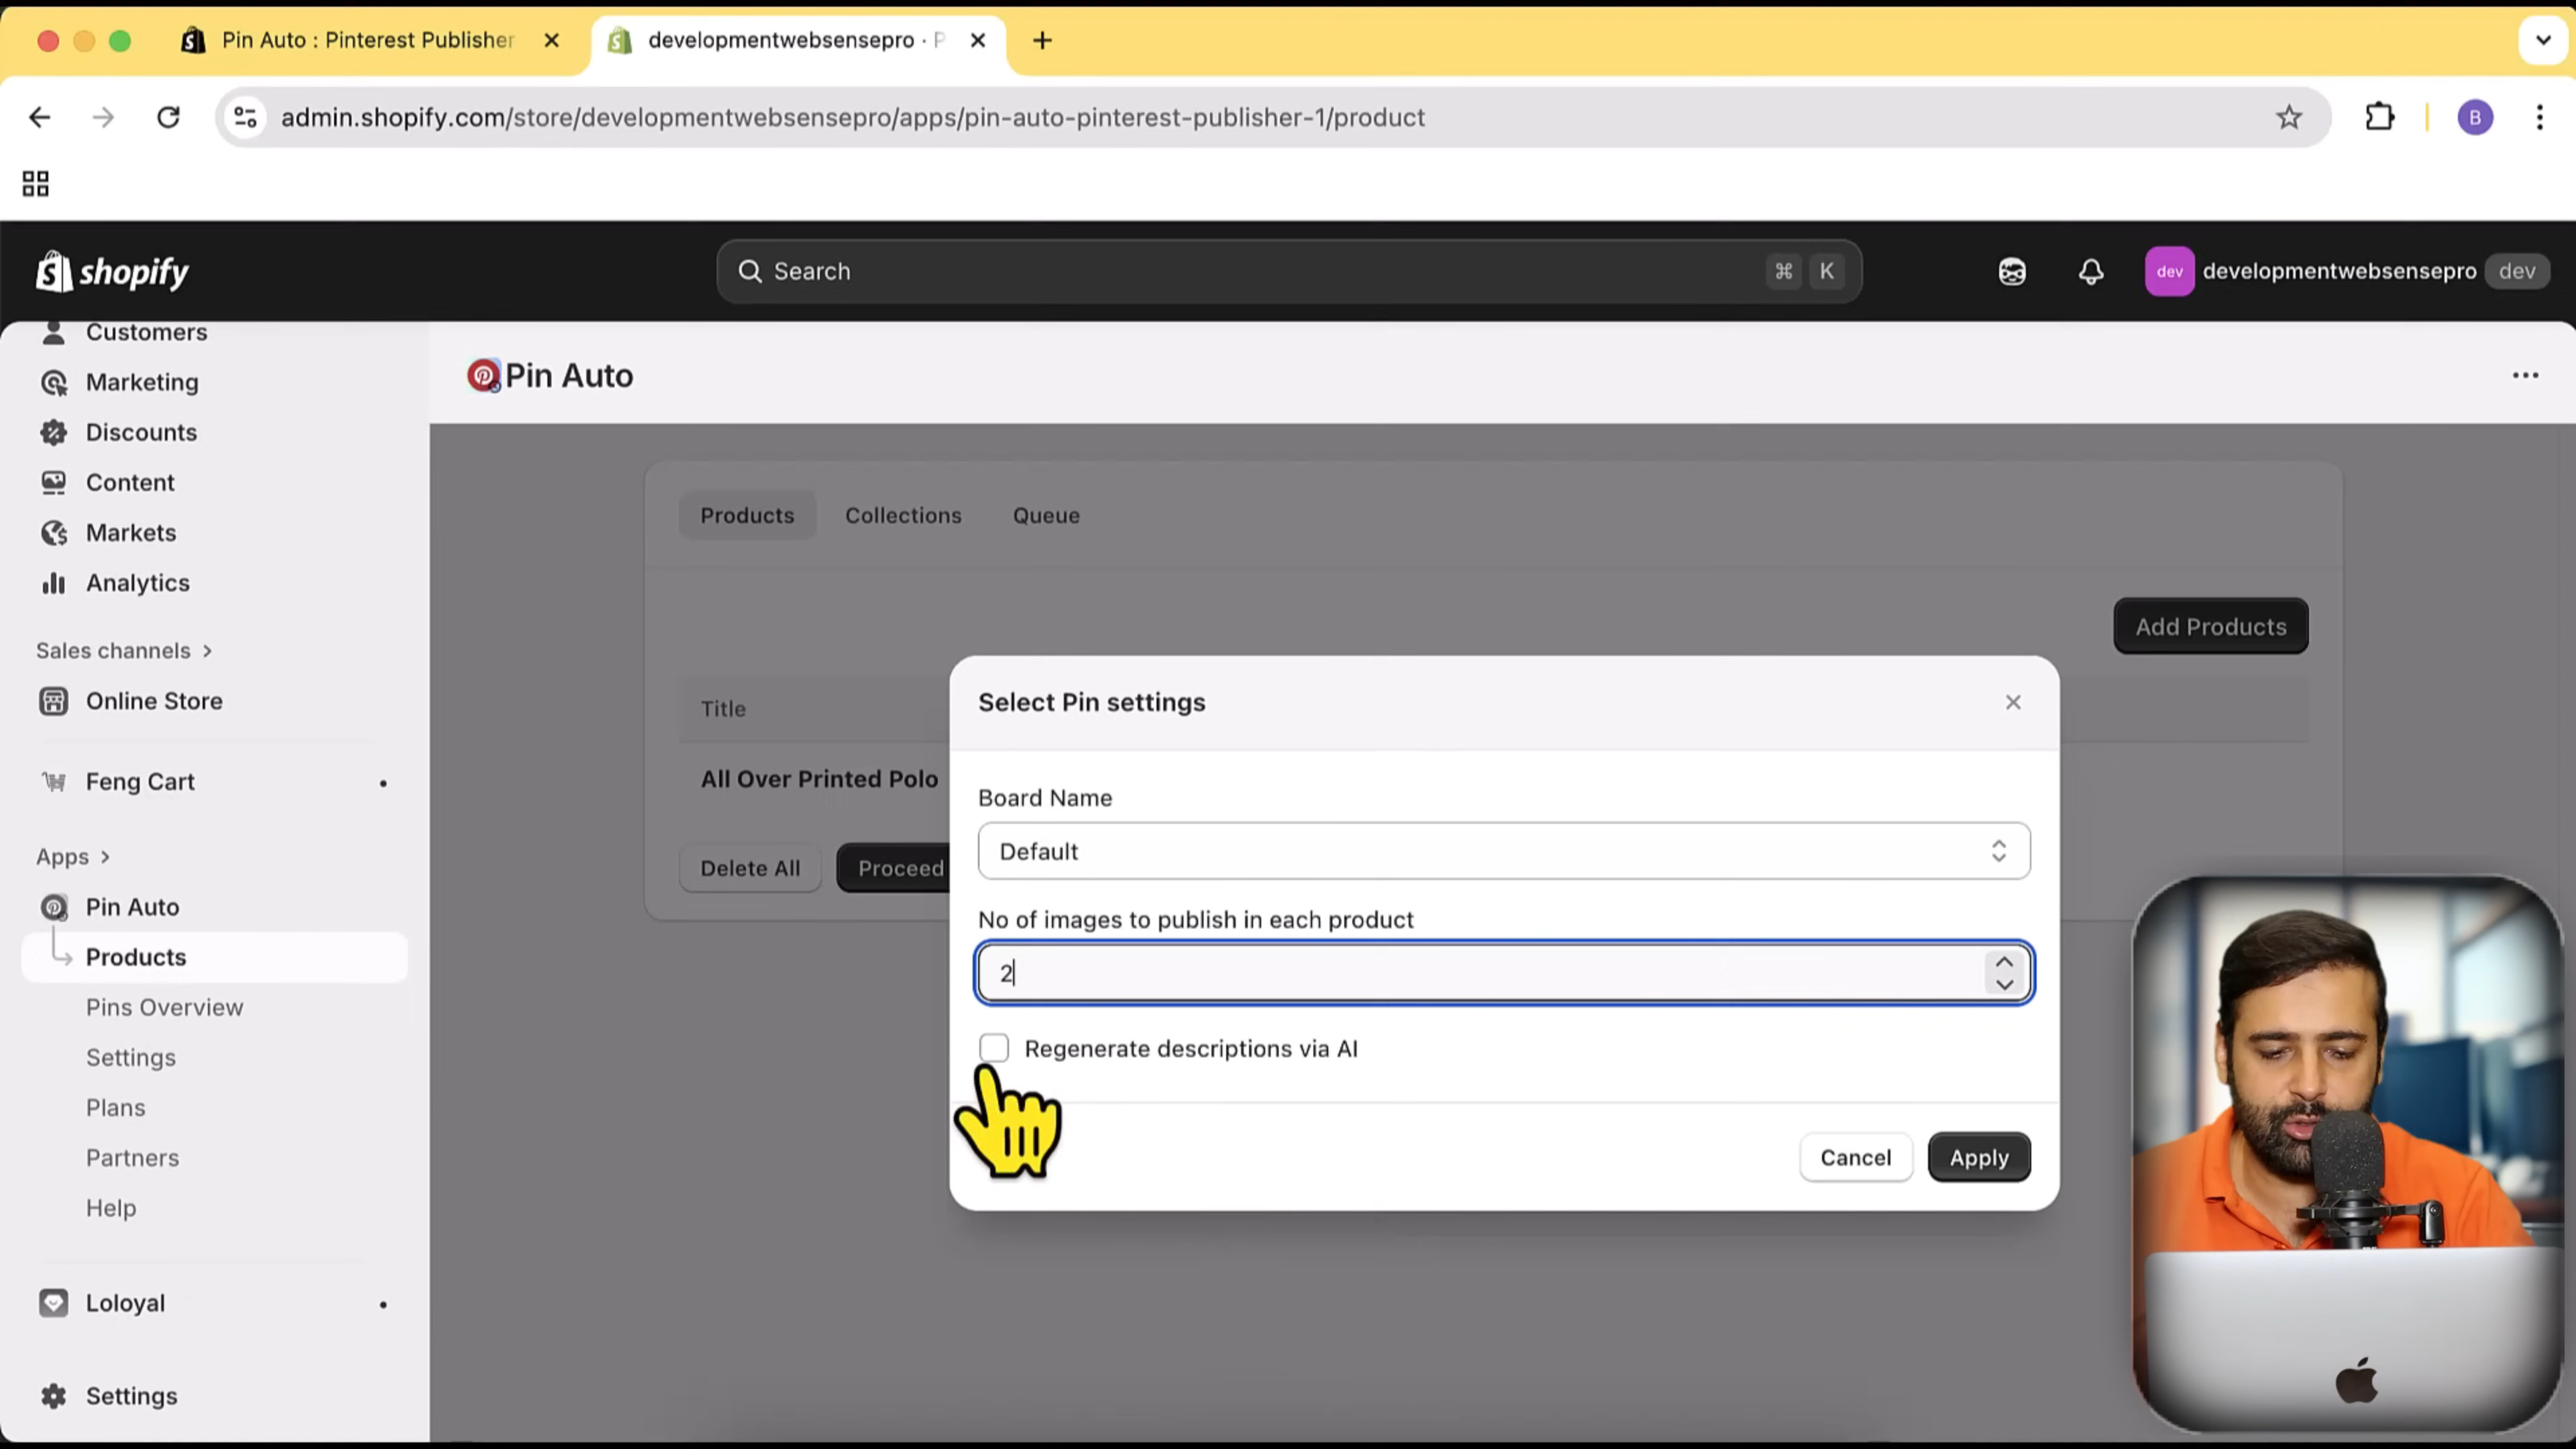 Pin Auto : Pinterest Publisher
developmentwebsensepro · P
admin.shopify.com/store/developmentwebsensepro/apps/pin-auto-pinterest-publisher-1/product
B
shopify
Search
⌘ K
dev
developmentwebsensepro
dev
Customers
Marketing
Discounts
Content
Markets
Analytics
Sales channels
Online Store
Feng Cart
Apps
Pin Auto
Products
Pins Overview
Settings
Plans
Partners
Help
Loloyal
Settings
Pin Auto
Products Collections Queue
Add Products
Title
All Over Printed Polo
Delete All
Proceed
Select Pin settings
Board Name
Default
No of images to publish in each product
2
Regenerate descriptions via AI
Cancel
Apply